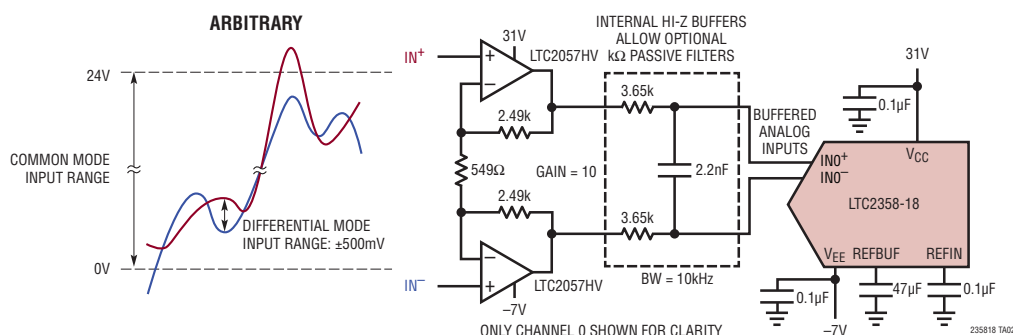 ARBITRARY
24V
COMMON MODE
INPUT RANGE
DIFFERENTIAL MODE
INPUT RANGE: ±500mV
0V
IN+
31V
LTC2057HV
+
−
2.49k
549Ω
GAIN = 10
2.49k
−
+
LTC2057HV
IN−
−7V
INTERNAL HI-Z BUFFERS
ALLOW OPTIONAL
kΩ PASSIVE FILTERS
3.65k
2.2nF
3.65k
BW = 10kHz
BUFFERED
ANALOG
INPUTS
31V
0.1µF
VCC
IN0+
IN0−
LTC2358-18
VEE
REFBUF
REFIN
0.1µF
47µF
0.1µF
−7V
ONLY CHANNEL 0 SHOWN FOR CLARITY
235818 TA02